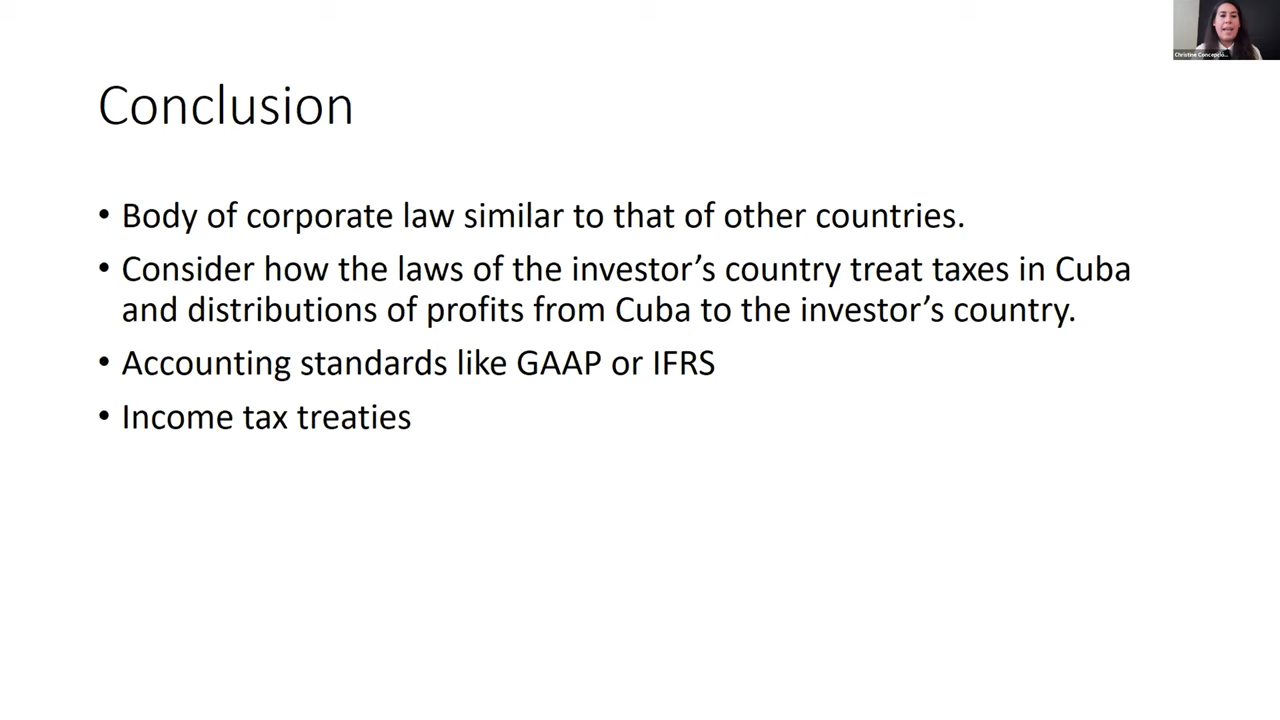 Christine Concepcio...
Conclusion
• Body of corporate law similar to that of other countries.
• Consider how the laws of the investor’s country treat taxes in Cuba
and distributions of profits from Cuba to the investor’s country.
• Accounting standards like GAAP or IFRS
• Income tax treaties